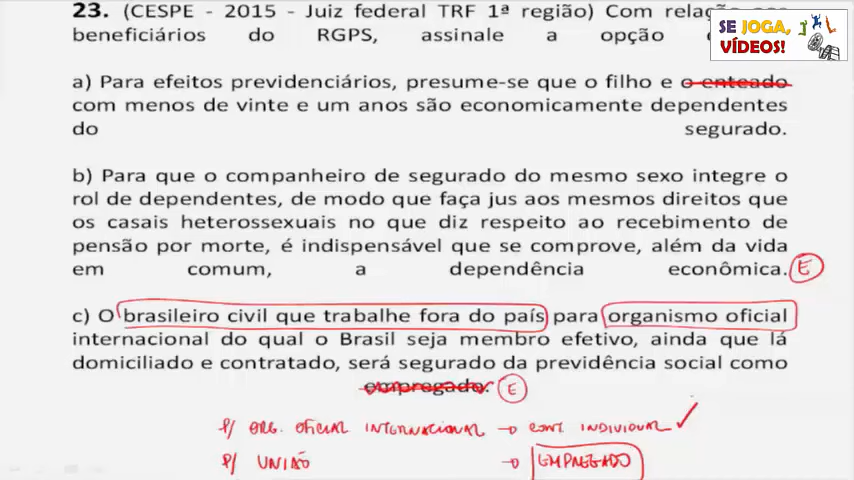 23. (CESPE - 2015 - Juiz federal TRF 1ª região) Com relação aos
beneficiários do RGPS, assinale a opção
SE JOGA,
VÍDEOS!
a) Para efeitos previdenciários, presume-se que o filho e o enteado
com menos de vinte e um anos são economicamente dependentes
do segurado.
b) Para que o companheiro de segurado do mesmo sexo integre o
rol de dependentes, de modo que faça jus aos mesmos direitos que
os casais heterossexuais no que diz respeito ao recebimento de
pensão por morte, é indispensável que se comprove, além da vida
em comum, a dependência econômica. E
c) O brasileiro civil que trabalhe fora do país para organismo oficial
internacional do qual o Brasil seja membro efetivo, ainda que lá
domiciliado e contratado, será segurado da previdência social como
empregado. E
P/ ORG. OFICIAL INTERNACIONAL → CONT. INDIVIDUAL ✓
P/ UNIÃO → EMPREGADO